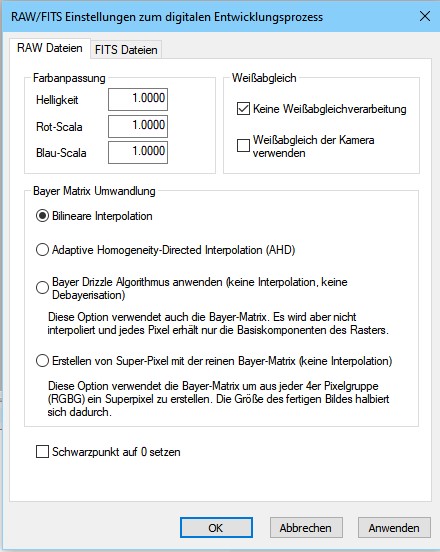 RAW/FITS Einstellungen zum digitalen Entwicklungsprozess
RAW Dateien
FITS Dateien
Farbanpassung
Helligkeit 1.0000
Rot-Scala 1.0000
Blau-Scala 1.0000
Weißabgleich
Keine Weißabgleichverarbeitung
Weißabgleich der Kamera
verwenden
Bayer Matrix Umwandlung
Bilineare Interpolation
Adaptive Homogeneity-Directed Interpolation (AHD)
Bayer Drizzle Algorithmus anwenden (keine Interpolation, keine
Debayerisation)
Diese Option verwendet auch die Bayer-Matrix. Es wird aber nicht
interpoliert und jedes Pixel erhält nur die Basiskomponenten des Rasters.
Erstellen von Super-Pixel mit der reinen Bayer-Matrix (keine Interpolation)
Diese Option verwendet die Bayer-Matrix um aus jeder 4er Pixelgruppe
(RGBG) ein Superpixel zu erstellen. Die Größe des fertigen Bildes halbiert
sich dadurch.
Schwarzpunkt auf 0 setzen
OK
Abbrechen
Anwenden